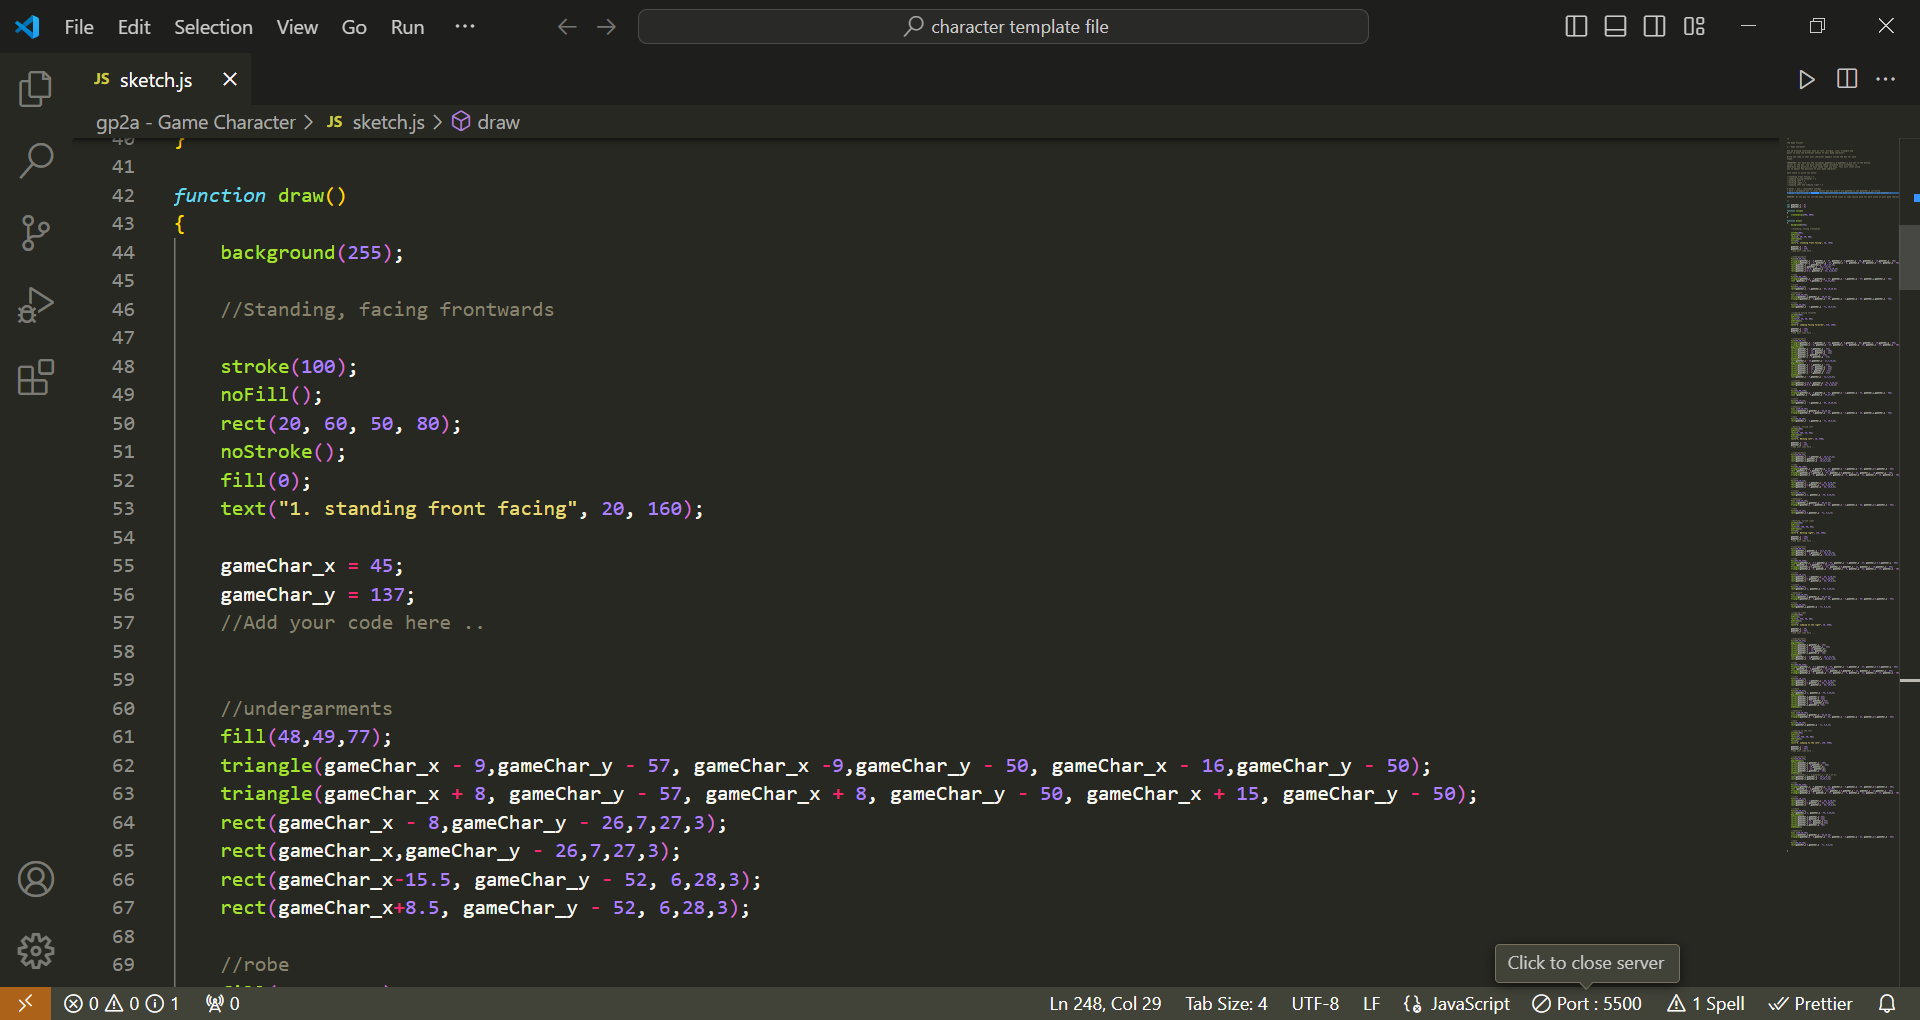 File Edit Selection View Go Run ··· character template file
JS sketch.js
gp2a - Game Character > JS sketch.js > draw
40 }
41
42 function draw()
43 {
44 background(255);
45
46 //Standing, facing frontwards
47
48 stroke(100);
49 noFill();
50 rect(20, 60, 50, 80);
51 noStroke();
52 fill(0);
53 text("1. standing front facing", 20, 160);
54
55 gameChar_x = 45;
56 gameChar_y = 137;
57 //Add your code here ..
58
59
60 //undergarments
61 fill(48,49,77);
62 triangle(gameChar_x - 9,gameChar_y - 57, gameChar_x -9,gameChar_y - 50, gameChar_x - 16,gameChar_y - 50);
63 triangle(gameChar_x + 8, gameChar_y - 57, gameChar_x + 8, gameChar_y - 50, gameChar_x + 15, gameChar_y - 50);
64 rect(gameChar_x - 8,gameChar_y - 26,7,27,3);
65 rect(gameChar_x,gameChar_y - 26,7,27,3);
66 rect(gameChar_x-15.5, gameChar_y - 52, 6,28,3);
67 rect(gameChar_x+8.5, gameChar_y - 52, 6,28,3);
68
69 //robe
Click to close server
0 0 1 0 Ln 248, Col 29 Tab Size: 4 UTF-8 LF JavaScript Port : 5500 1 Spell Prettier